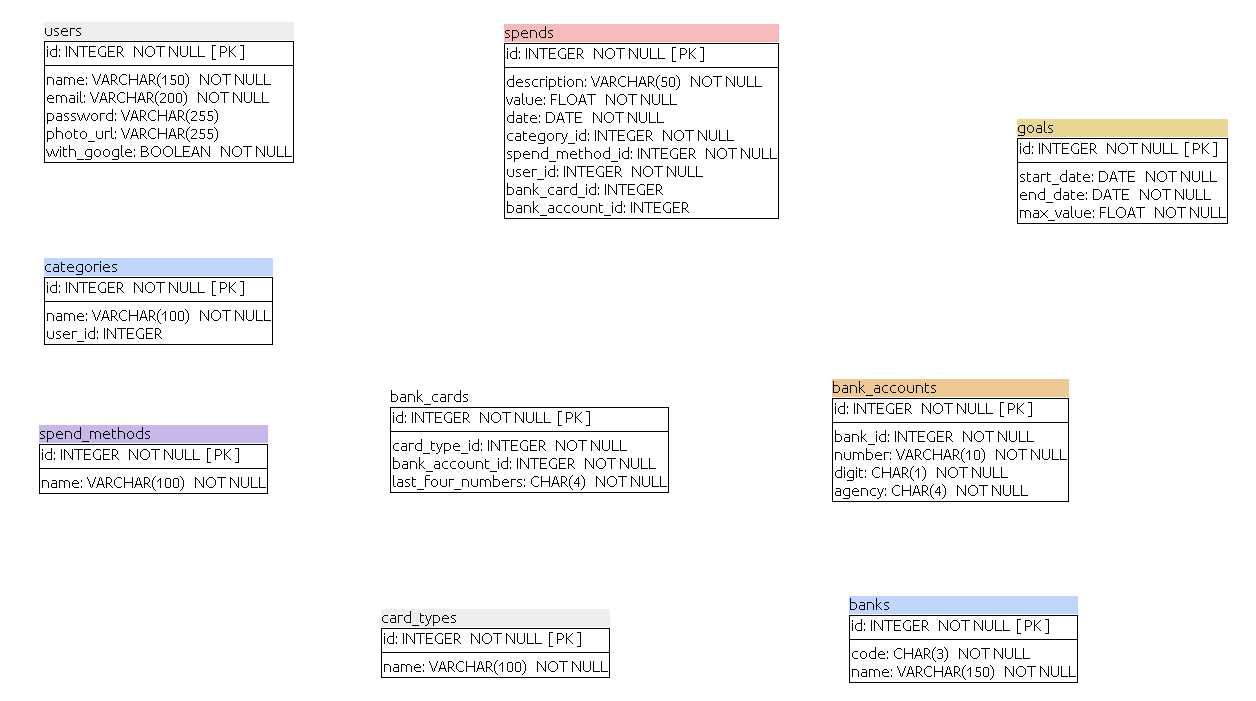 users
id: INTEGER NOT NULL [ PK ]
name: VARCHAR(150) NOT NULL
email: VARCHAR(200) NOT NULL
password: VARCHAR(255)
photo_url: VARCHAR(255)
with_google: BOOLEAN NOT NULL
spends
id: INTEGER NOT NULL [ PK ]
description: VARCHAR(50) NOT NULL
value: FLOAT NOT NULL
date: DATE NOT NULL
category_id: INTEGER NOT NULL
spend_method_id: INTEGER NOT NULL
user_id: INTEGER NOT NULL
bank_card_id: INTEGER
bank_account_id: INTEGER
goals
id: INTEGER NOT NULL [ PK ]
start_date: DATE NOT NULL
end_date: DATE NOT NULL
max_value: FLOAT NOT NULL
categories
id: INTEGER NOT NULL [ PK ]
name: VARCHAR(100) NOT NULL
user_id: INTEGER
spend_methods
id: INTEGER NOT NULL [ PK ]
name: VARCHAR(100) NOT NULL
bank_cards
id: INTEGER NOT NULL [ PK ]
card_type_id: INTEGER NOT NULL
bank_account_id: INTEGER NOT NULL
last_four_numbers: CHAR(4) NOT NULL
bank_accounts
id: INTEGER NOT NULL [ PK ]
bank_id: INTEGER NOT NULL
number: VARCHAR(10) NOT NULL
digit: CHAR(1) NOT NULL
agency: CHAR(4) NOT NULL
card_types
id: INTEGER NOT NULL [ PK ]
name: VARCHAR(100) NOT NULL
banks
id: INTEGER NOT NULL [ PK ]
code: CHAR(3) NOT NULL
name: VARCHAR(150) NOT NULL